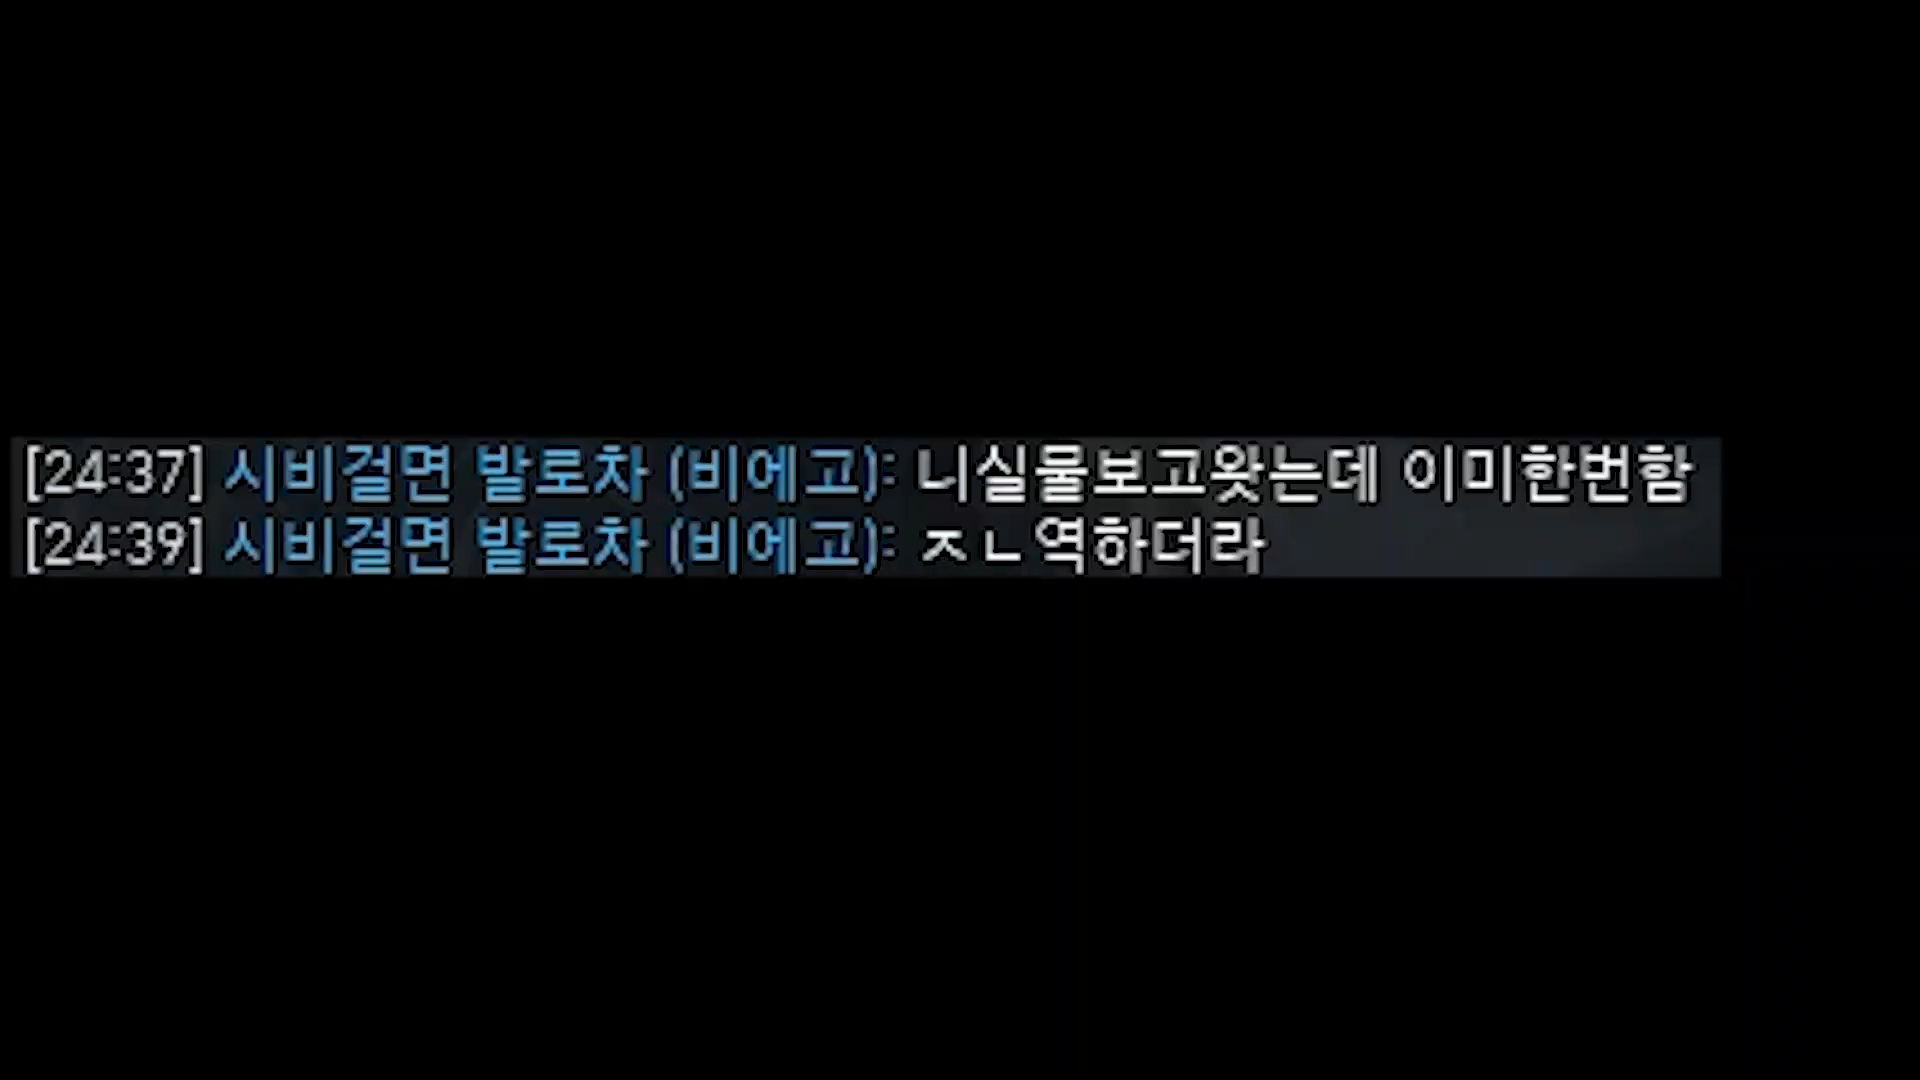 [24:37] 시비걸면 발로차 (비에고): 니실물보고왓는데 이미한번함
[24:39] 시비걸면 발로차 (비에고): ㅈㄴ역하더라